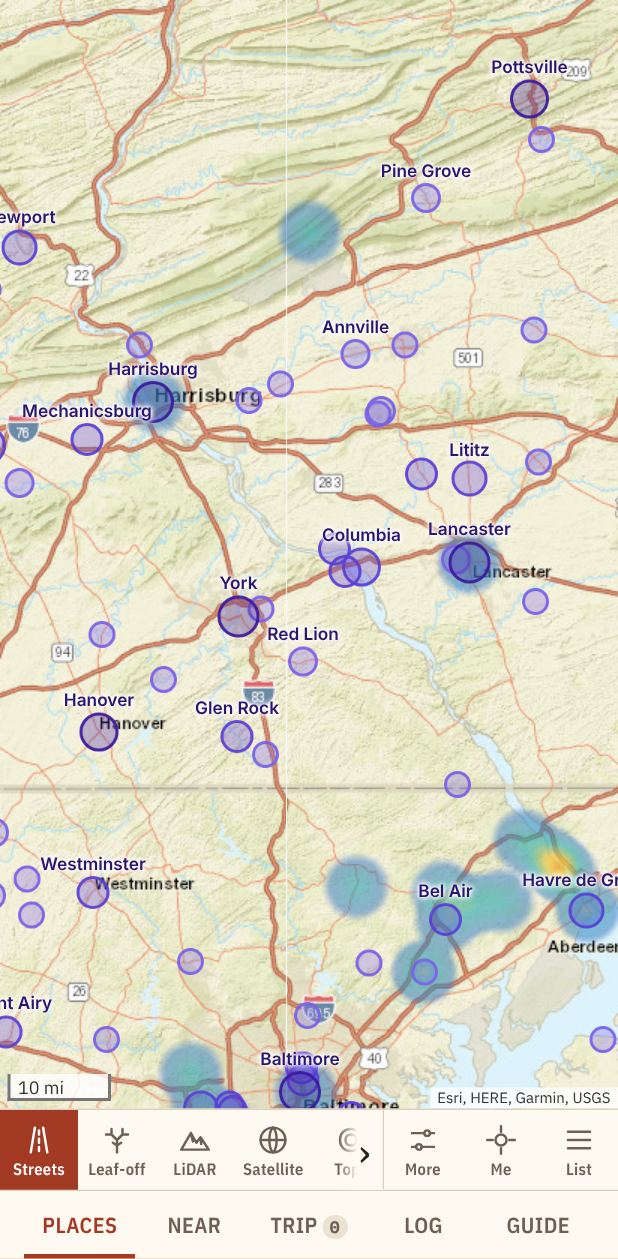 Pottsville
209
Pine Grove
ewport
22
Annville
501
Harrisburg
Harrisburg
Mechanicsburg
76
Lititz
283
Columbia
Lancaster
Lancaster
York
Red Lion
94
83
Hanover
Hanover
Glen Rock
Westminster
Westminster
Bel Air
Havre de Gr
Aberdeer
26
nt Airy
695
Baltimore
40
Baltimore
10 mi
Esri, HERE, Garmin, USGS
Streets
Leaf-off
LiDAR
Satellite
Top
More
Me
List
PLACES
NEAR
TRIP 0
LOG
GUIDE